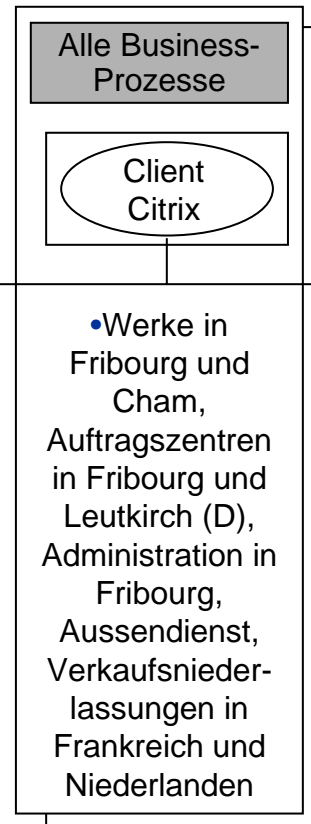 Alle Business-
Prozesse
Client
Citrix
•Werke in
Fribourg und
Cham,
Auftragszentren
in Fribourg und
Leutkirch (D),
Administration in
Fribourg,
Aussendienst,
Verkaufsnieder-
lassungen in
Frankreich und
Niederlanden